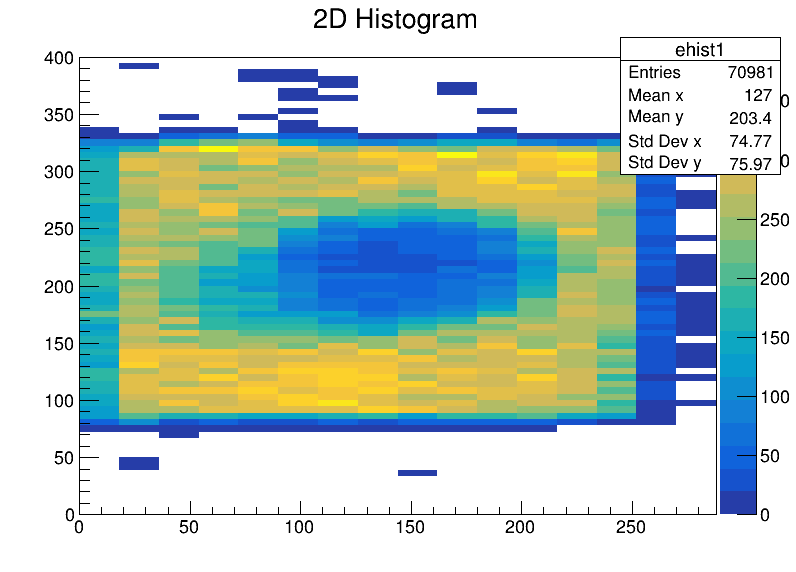 2D Histogram
ehist1
Entries 70981
Mean x 127
Mean y 203.4
Std Dev x 74.77
Std Dev y 75.97
400
350
300
250
200
150
100
50
0
0 50 100 150 200 250
0
0
250
200
150
100
50
0